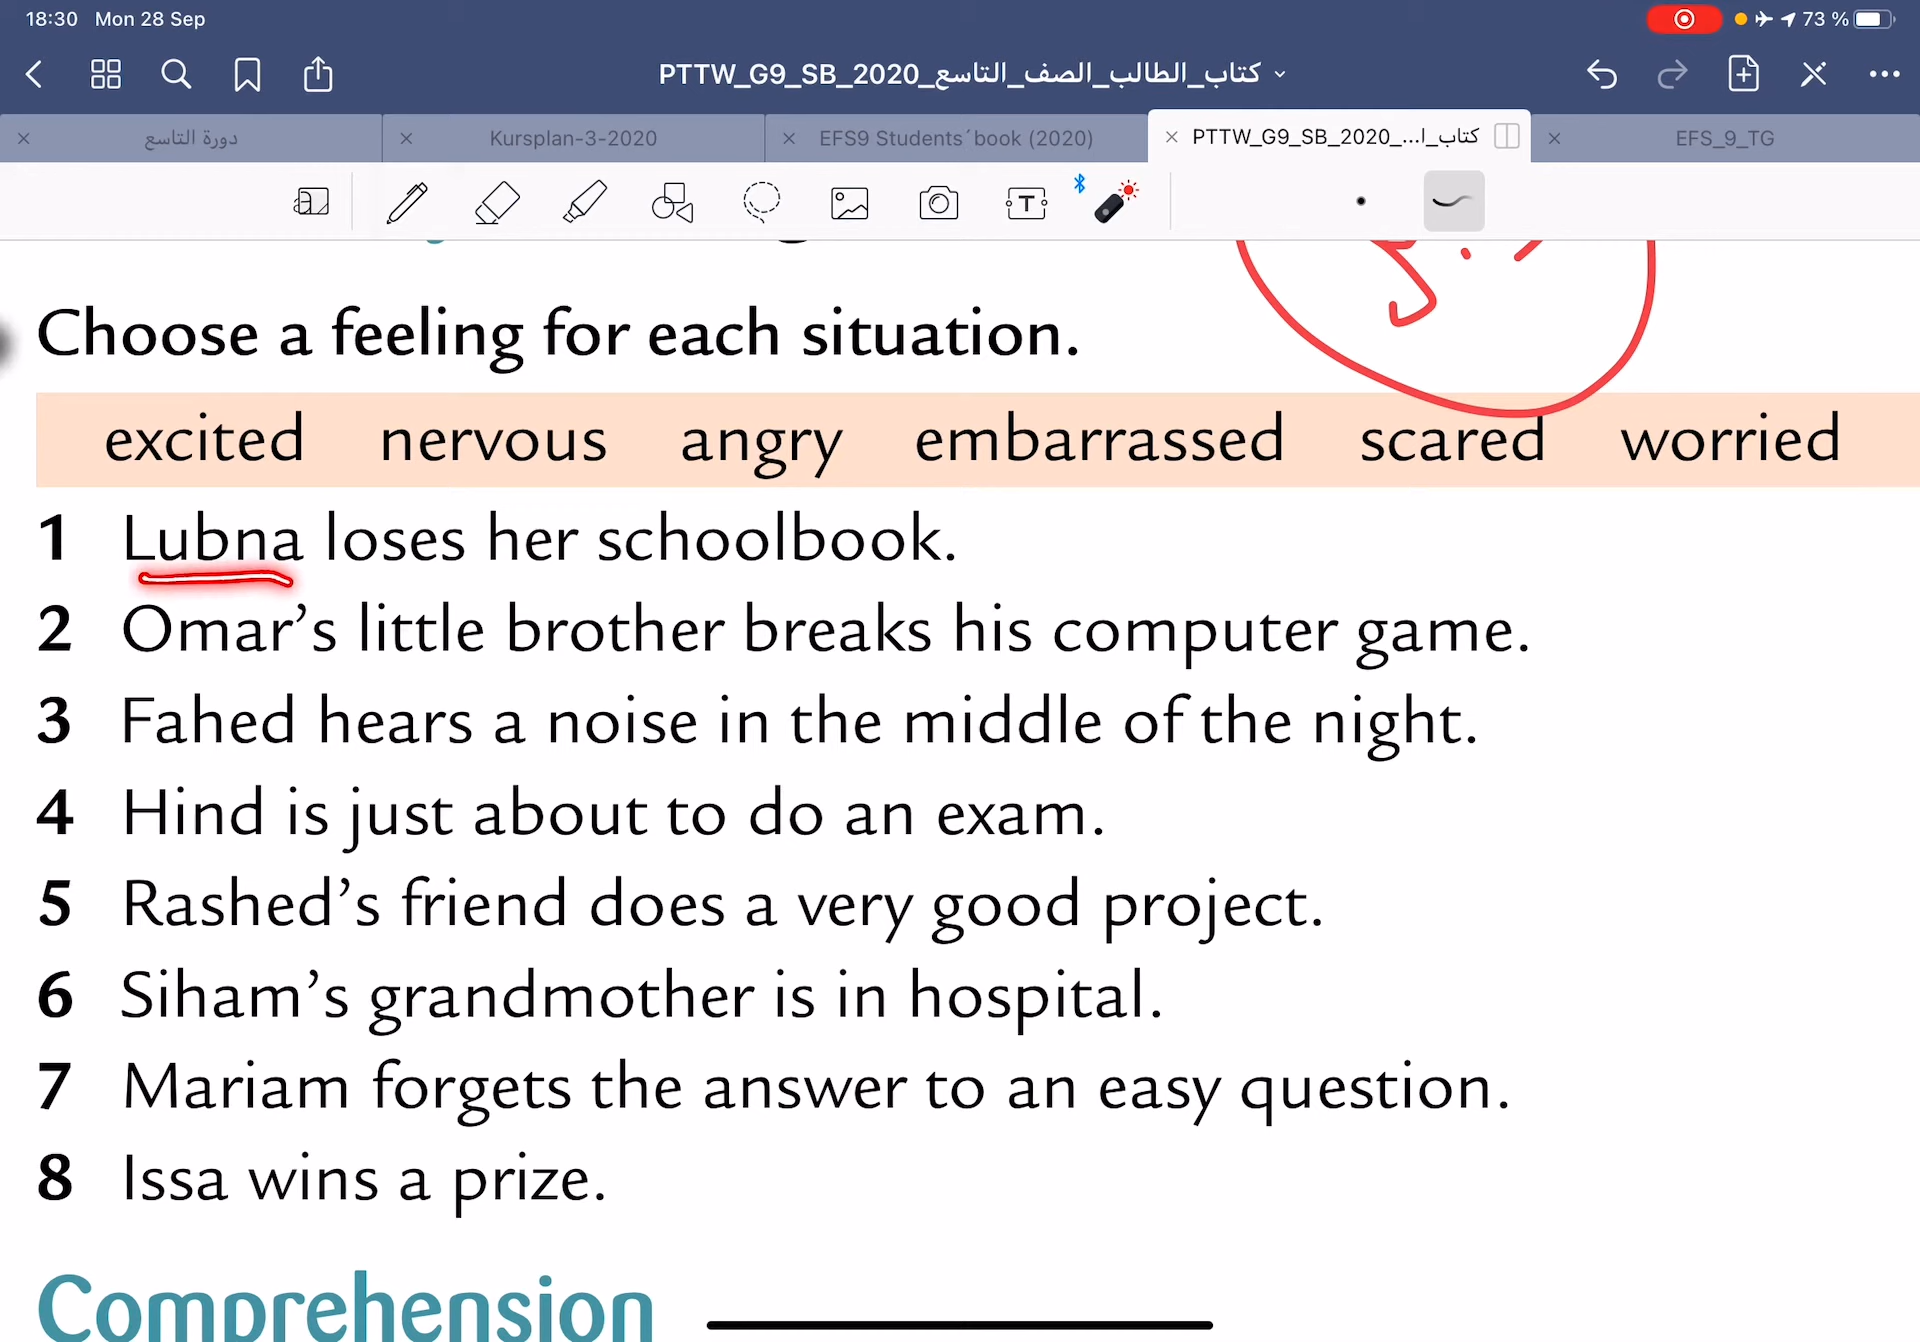 18:30 Mon 28 Sep 73 %
PTTW_G9_SB_2020_كتاب_الطالب_الصف_التاسع
دورة التاسع
Kursplan-3-2020
EFS9 Students´book (2020)
PTTW_G9_SB_2020_...كتاب_ا
EFS_9_TG
Choose a feeling for each situation.
excited nervous angry embarrassed scared worried
1 Lubna loses her schoolbook.
2 Omar’s little brother breaks his computer game.
3 Fahed hears a noise in the middle of the night.
4 Hind is just about to do an exam.
5 Rashed’s friend does a very good project.
6 Siham’s grandmother is in hospital.
7 Mariam forgets the answer to an easy question.
8 Issa wins a prize.
Comprehension